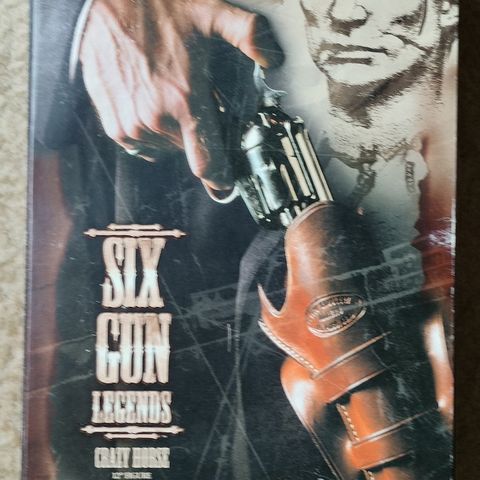 SIX
GUN
LEGENDS
CRAZY HORSE
12" FIGURE